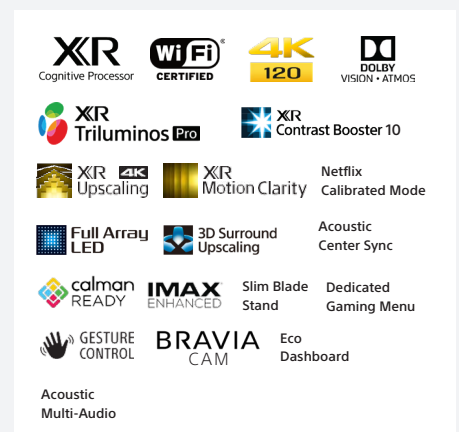 XR
Cognitive Processor
Wi Fi
CERTIFIED
4K
120
DOLBY
VISION • ATMOS
XR
Triluminos Pro
XR
Contrast Booster 10
XR 4K
Upscaling
XR
Motion Clarity
Netflix
Calibrated Mode
Full Array
LED
3D Surround
Upscaling
Acoustic
Center Sync
calman
READY
IMAX
ENHANCED
Slim Blade
Stand
Dedicated
Gaming Menu
GESTURE
CONTROL
BRAVIA
CAM
Eco
Dashboard
Acoustic
Multi-Audio